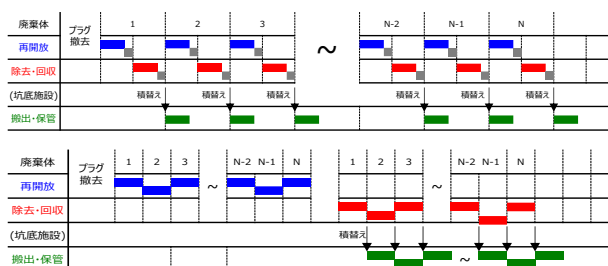 廃棄体 プラグ撤去 1 2 3 ~ N-2 N-1 N
再開放
除去・回収
(坑底施設) 積替え 積替え 積替え 積替え 積替え 積替え
搬出・保管
廃棄体 プラグ撤去 1 2 3 ~ N-2 N-1 N 1 2 3 ~ N-2 N-1 N
再開放
除去・回収
(坑底施設) 積替え
搬出・保管 ~